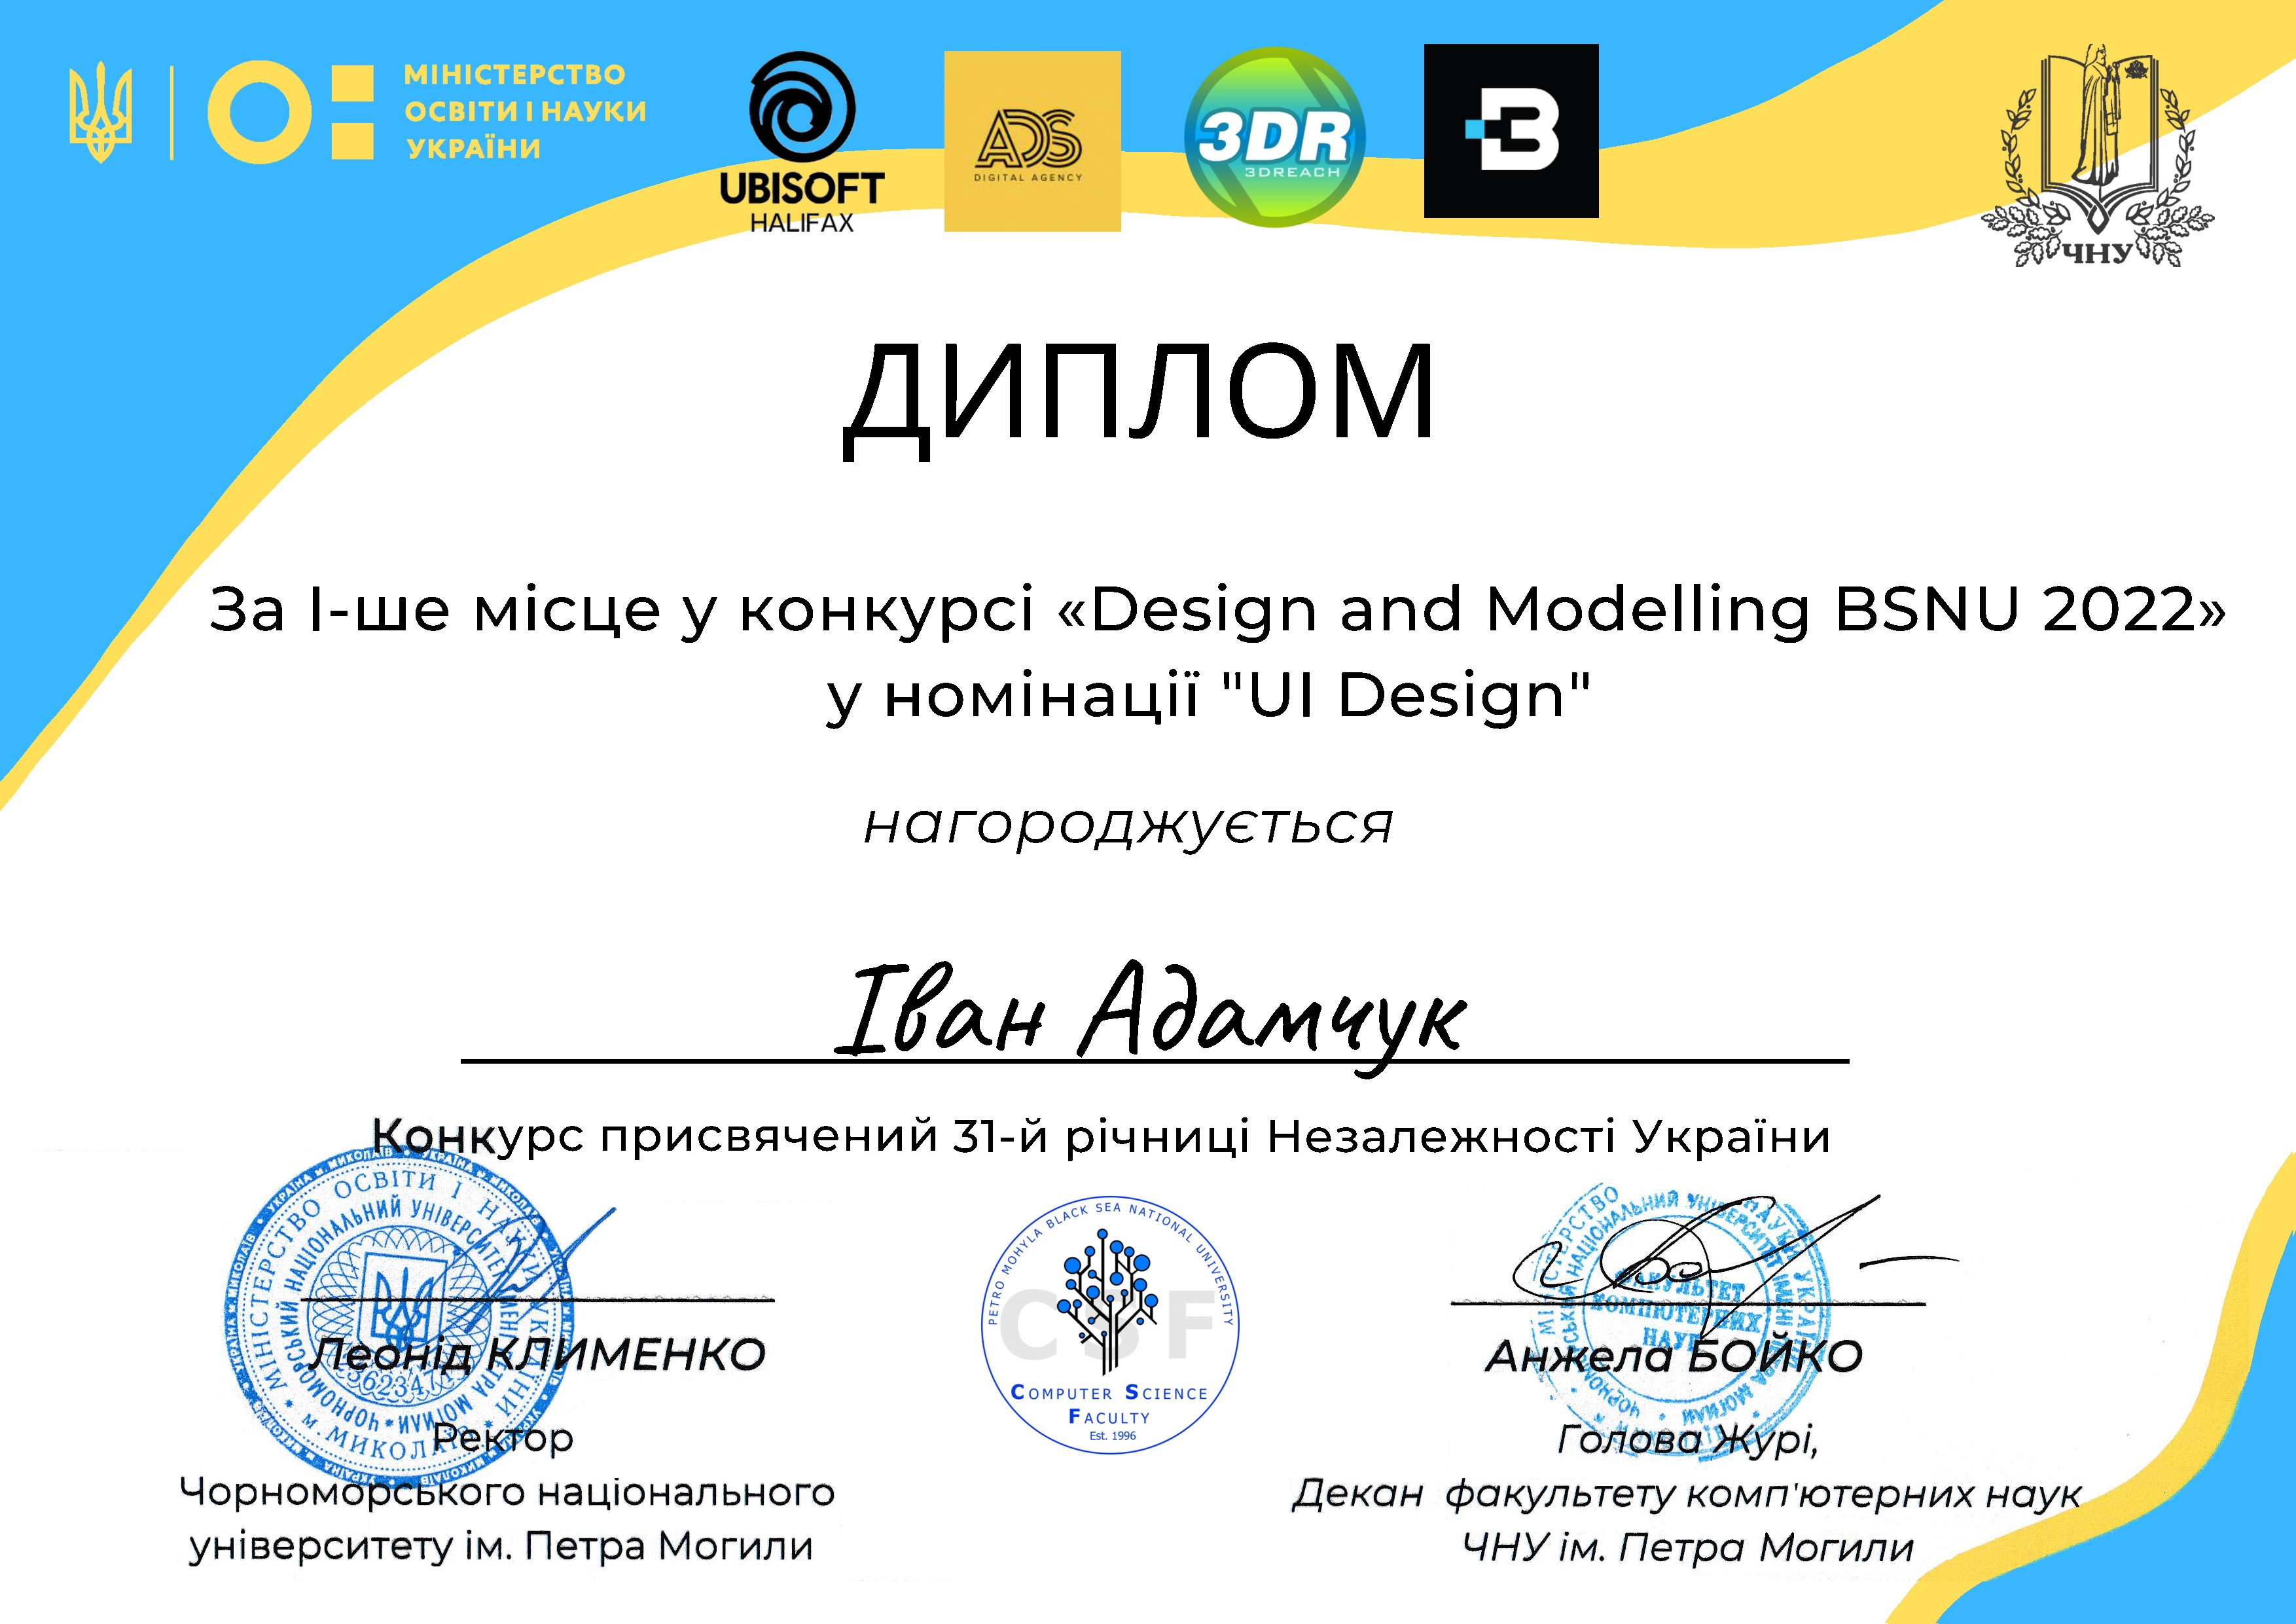 МІНІСТЕРСТВО
ОСВІТИ І НАУКИ
УКРАЇНИ
UBISOFT
HALIFAX
ADS
DIGITAL AGENCY
3DR
3DREACH
B
ЧНУ
ДИПЛОМ
За І-ше місце у конкурсі «Design and Modelling BSNU 2022»
у номінації "UI Design"
нагороджується
Іван Адамчук
Конкурс присвячений 31-й річниці Незалежності України
МІНІСТЕРСТВО ОСВІТИ І НАУКИ УКРАЇНИ
м. МИКОЛАЇВ
ЧОРНОМОРСЬКИЙ НАЦІОНАЛЬНИЙ УНІВЕРСИТЕТ ІМЕНІ ПЕТРА МОГИЛИ
Леонід КЛИМЕНКО
Ректор
Чорноморського національного
університету ім. Петра Могили
PETRO MOHYLA BLACK SEA NATIONAL UNIVERSITY
CSF
COMPUTER SCIENCE
FACULTY
Est. 1996
ФАКУЛЬТЕТ
КОМП'ЮТЕРНИХ
НАУК
Анжела БОЙКО
Голова Журі,
Декан факультету комп'ютерних наук
ЧНУ ім. Петра Могили